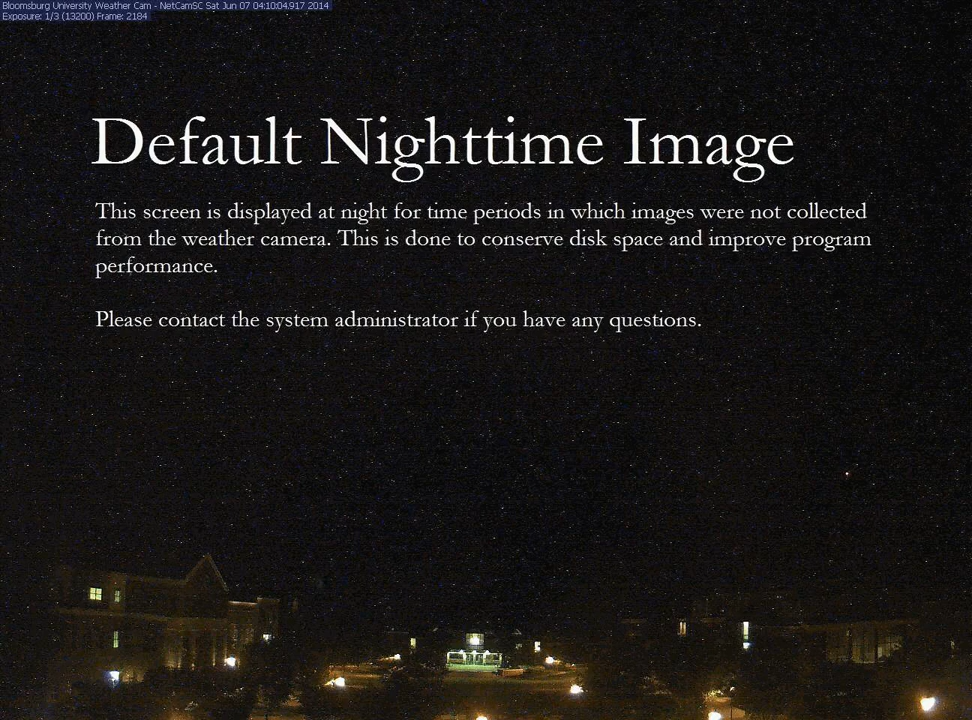 Bloomsburg University Weather Cam - NetCamSC Sat Jun 07 04:10:04.917 2014
Exposure: 1/3 (13200) Frame: 2184
Default Nighttime Image
This screen is displayed at night for time periods in which images were not collected
from the weather camera. This is done to conserve disk space and improve program
performance.
Please contact the system administrator if you have any questions.